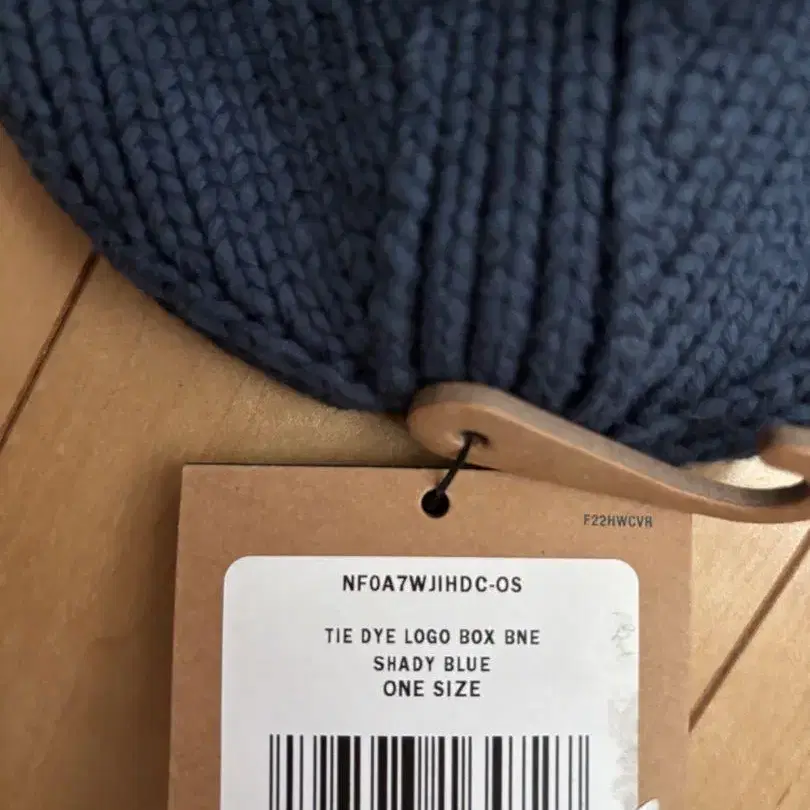 F22HWCVR
NF0A7WJIHDC-OS
TIE DYE LOGO BOX BNE
SHADY BLUE
ONE SIZE